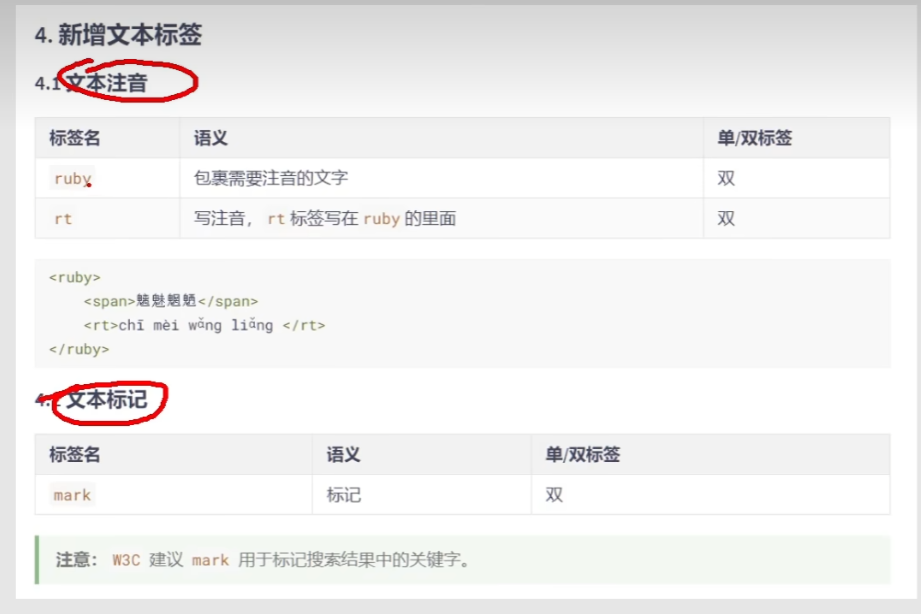 4. 新增文本标签
4.1 文本注音
标签名 语义 单/双标签
ruby 包裹需要注音的文字 双
rt 写注音， rt 标签写在 ruby 的里面 双
<ruby>
<span>魑魅魍魉</span>
<rt>chī mèi wǎng liǎng </rt>
</ruby>
4.2 文本标记
标签名 语义 单/双标签
mark 标记 双
注意： W3C 建议 mark 用于标记搜索结果中的关键字。